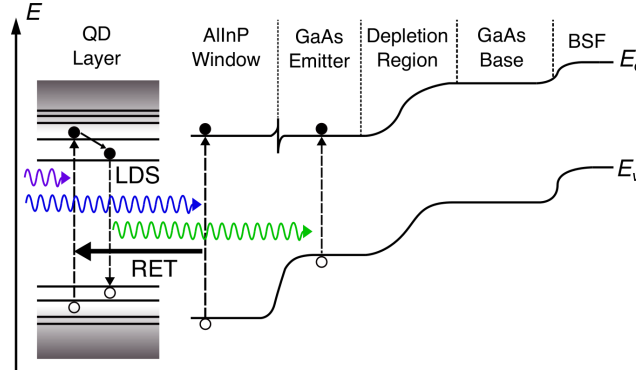 E
QD
Layer
AlInP
Window
GaAs
Emitter
Depletion
Region
GaAs
Base
BSF
E
LDS
E
RET